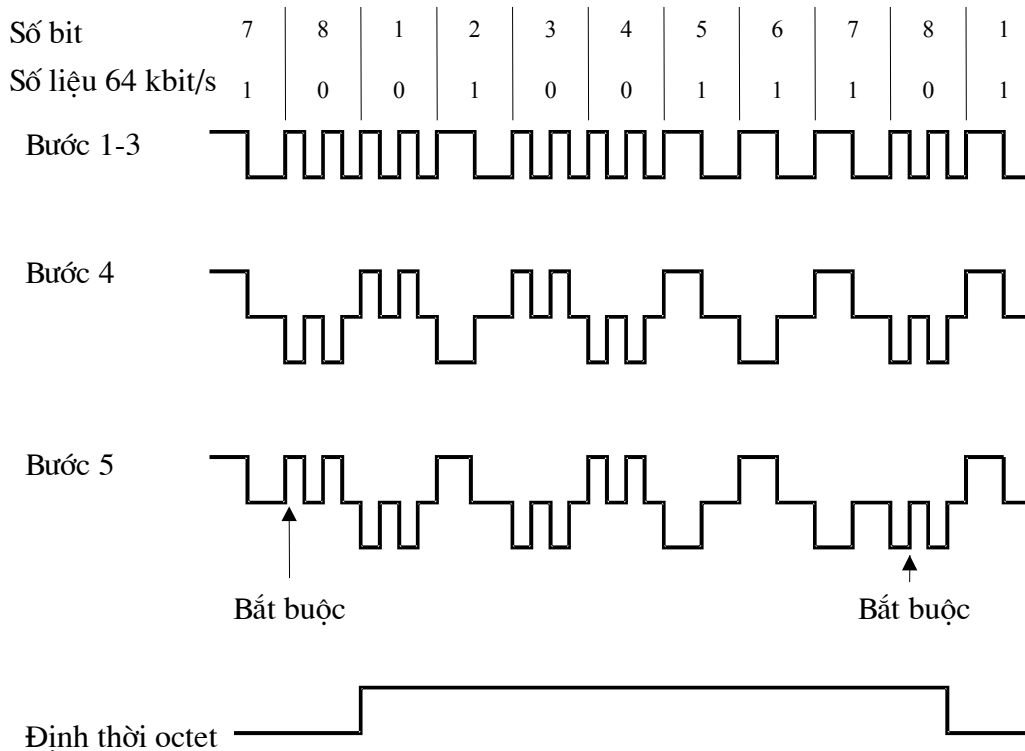 Số bit 7 8 1 2 3 4 5 6 7 8 1
Số liệu 64 kbit/s 1 0 0 1 0 0 1 1 1 0 1
Bước 1-3
Bước 4
Bước 5
Bắt buộc Bắt buộc
Định thời octet